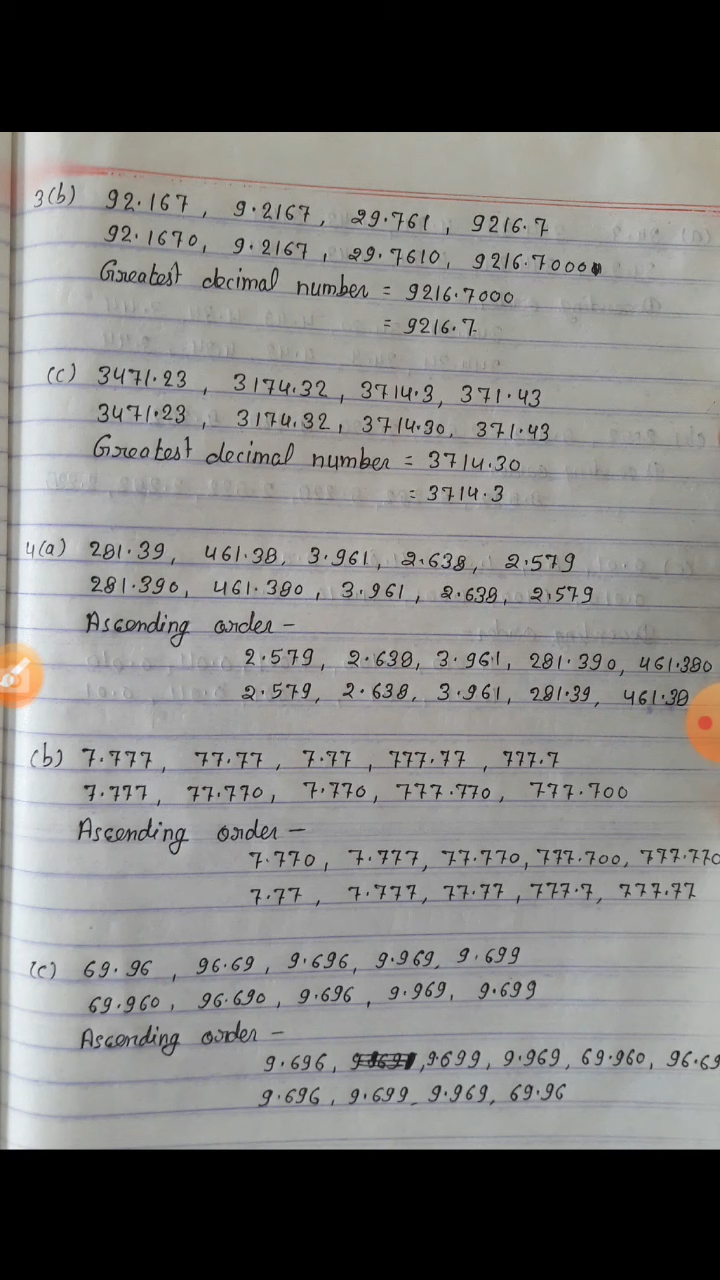 3(b) 92.167, 9.2167, 29.761, 9216.7
92.1670, 9.2167, 29.7610, 9216.7000
Greatest decimal number = 9216.7000
= 9216.7
(c) 3471.23, 3174.32, 3714.3, 371.43
3471.23, 3174.32, 3714.30, 371.43
Greatest decimal number = 3714.30
= 3714.3
4(a) 281.39, 461.38, 3.961, 2.638, 2.579
281.390, 461.380, 3.961, 2.638, 2.579
Ascending order –
2.579, 2.638, 3.961, 281.390, 461.380
2.579, 2.638, 3.961, 281.39, 461.38
(b) 7.777, 77.77, 7.77, 777.77, 777.7
7.777, 77.770, 7.770, 777.770, 777.700
Ascending order –
7.770, 7.777, 77.770, 777.700, 777.770
7.77, 7.777, 77.77, 777.7, 777.77
(c) 69.96, 96.69, 9.696, 9.969, 9.699
69.960, 96.690, 9.696, 9.969, 9.699
Ascending order –
9.696, 9.699, 9.969, 69.960, 96.69
9.696, 9.699, 9.969, 69.96